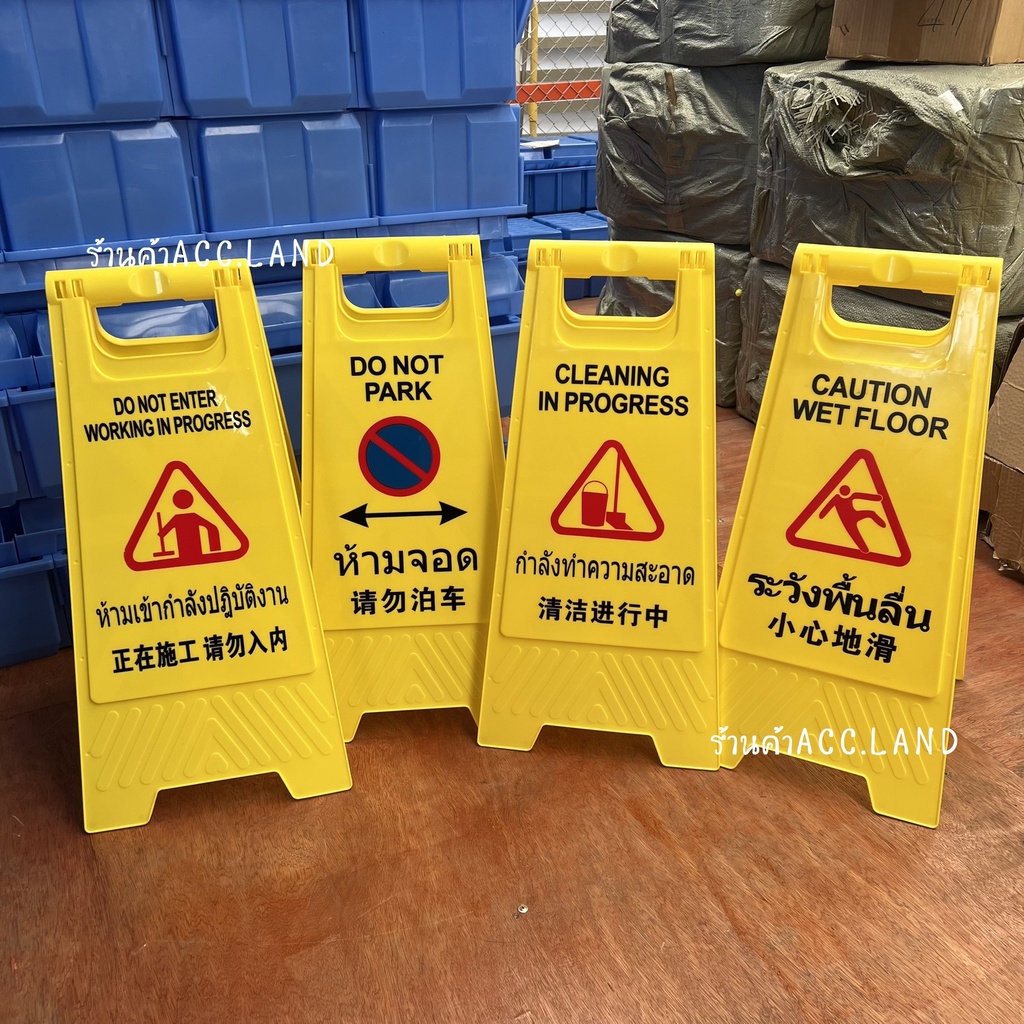 ร้านค้าACC.LAND
DO NOT ENTER
WORKING IN PROGRESS
ห้ามเข้ากำลังปฎิบัติงาน
正在施工 请勿入内
DO NOT
PARK
ห้ามจอด
请勿泊车
CLEANING
IN PROGRESS
กำลังทำความสะอาด
清洁进行中
CAUTION
WET FLOOR
ระวังพื้นลื่น
小心地滑
ร้านค้าACC.LAND